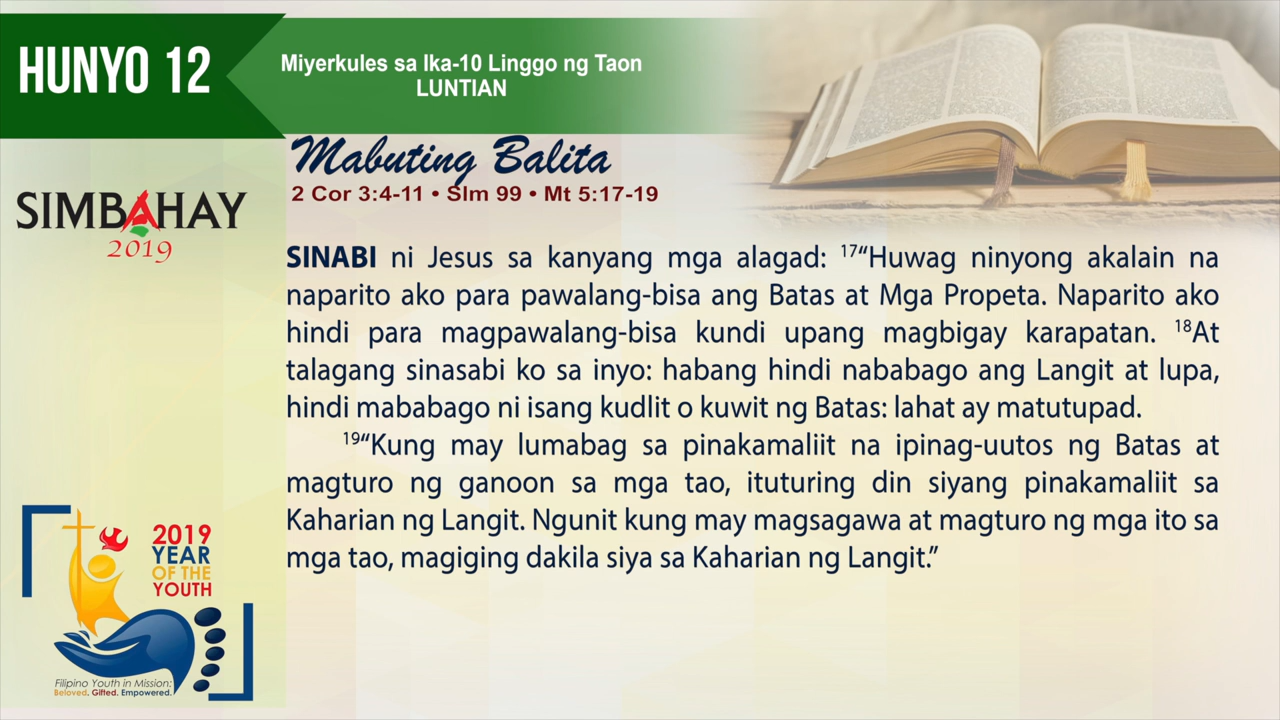 HUNYO 12
Miyerkules sa Ika-10 Linggo ng Taon
LUNTIAN
Mabuting Balita
2 Cor 3:4-11 • Slm 99 • Mt 5:17-19
SIMBAHAY
2019
SINABI ni Jesus sa kanyang mga alagad: 17“Huwag ninyong akalain na
naparito ako para pawalang-bisa ang Batas at Mga Propeta. Naparito ako
hindi para magpawalang-bisa kundi upang magbigay karapatan. 18At
talagang sinasabi ko sa inyo: habang hindi nababago ang Langit at lupa,
hindi mababago ni isang kudlit o kuwit ng Batas: lahat ay matutupad.
19“Kung may lumabag sa pinakamaliit na ipinag-uutos ng Batas at
magturo ng ganoon sa mga tao, ituturing din siyang pinakamaliit sa
Kaharian ng Langit. Ngunit kung may magsagawa at magturo ng mga ito sa
mga tao, magiging dakila siya sa Kaharian ng Langit.”
2019
YEAR
OF THE
YOUTH
Filipino Youth in Mission:
Beloved. Gifted. Empowered.